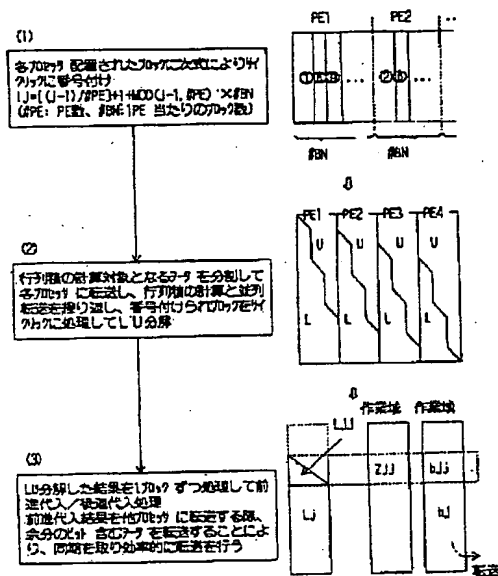 (1)
各プロセッサ 配置されたブロックに次式によりサイ
クリックに番号付け
Ij=[(J-1)/#PE]+1+MOD(J-1,#PE) ×#BN
(#PE: PE数、#BN:1PE 当たりのブロック数)
PE1 PE2 ..
#BN #BN
PE1 PE2 PE3 PE4
U U U U
L L L L
(2)
行列積の計算対象となるデータ を分割して
各プロセッサ に転送し、行列積の計算と並列
転送を繰り返し、番号付けられブロックをサイ
クリックに処理してLU分解
作業域 作業域
(3)
LU分解した結果を1ブロック ずつ処理して前
進代入/後退代入処理
前進代入結果を他プロセッサ に転送する際、
余分のビット 含むデータ を転送することによ
り、同期を取り効率的に転送を行う
Lj bj
転送